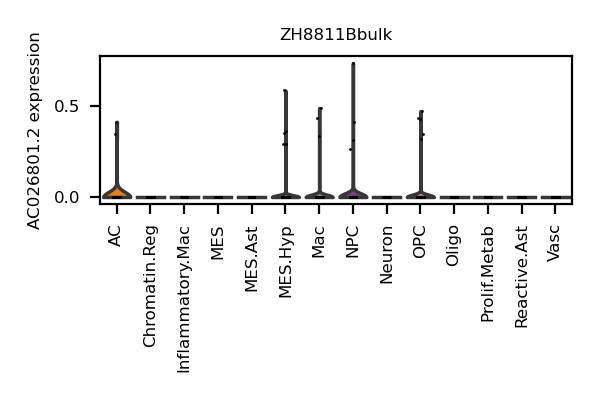 ZH8811Bbulk
AC026801.2 expression
0.5
0.0
AC
Chromatin.Reg
Inflammatory.Mac
MES
MES.Ast
MES.Hyp
Mac
NPC
Neuron
OPC
Oligo
Prolif.Metab
Reactive.Ast
Vasc